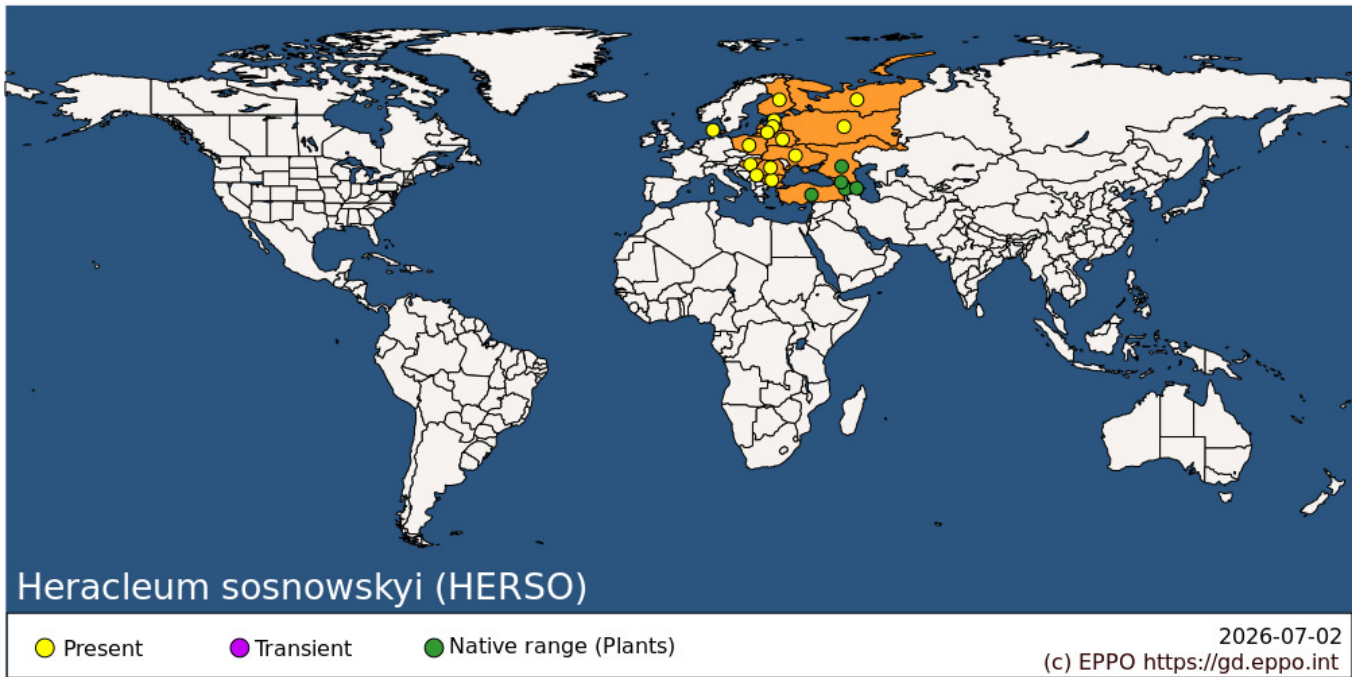 Heracleum sosnowskyi (HERSO)
Present
Transient
Native range (Plants)
2026-07-02
(c) EPPO https://gd.eppo.int